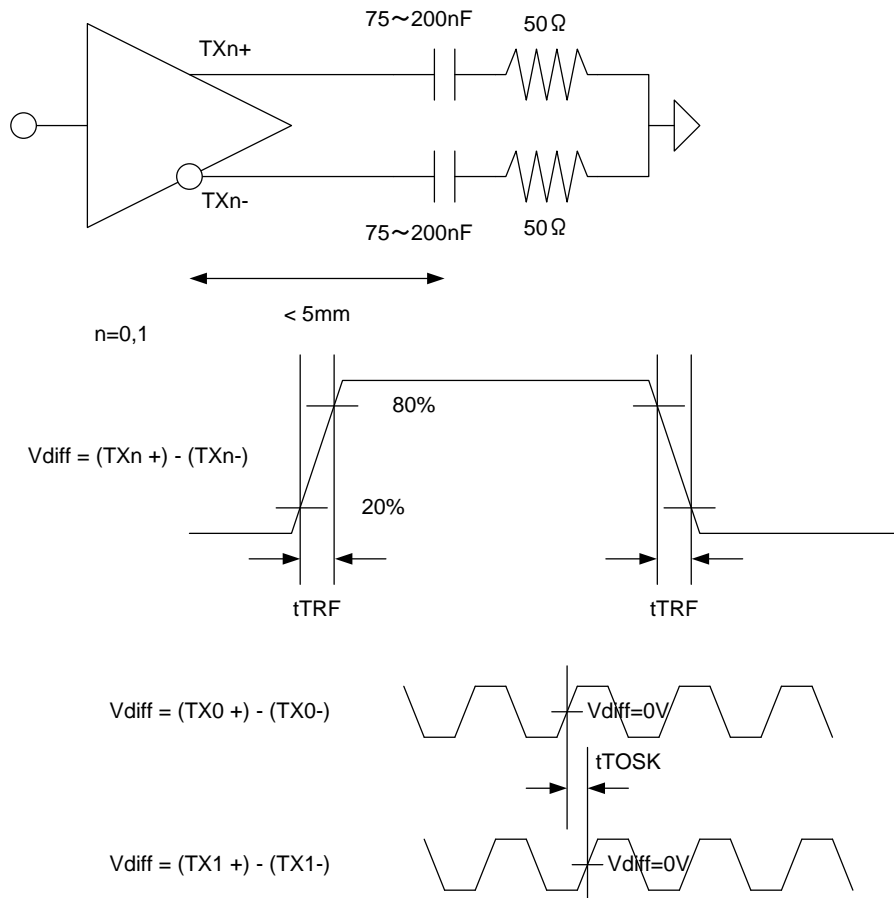 75～200nF
50Ω
TXn+
TXn-
75～200nF
50Ω
< 5mm
n=0,1
80%
Vdiff = (TXn +) - (TXn-)
20%
tTRF
tTRF
Vdiff = (TX0 +) - (TX0-)
Vdiff=0V
tTOSK
Vdiff = (TX1 +) - (TX1-)
Vdiff=0V